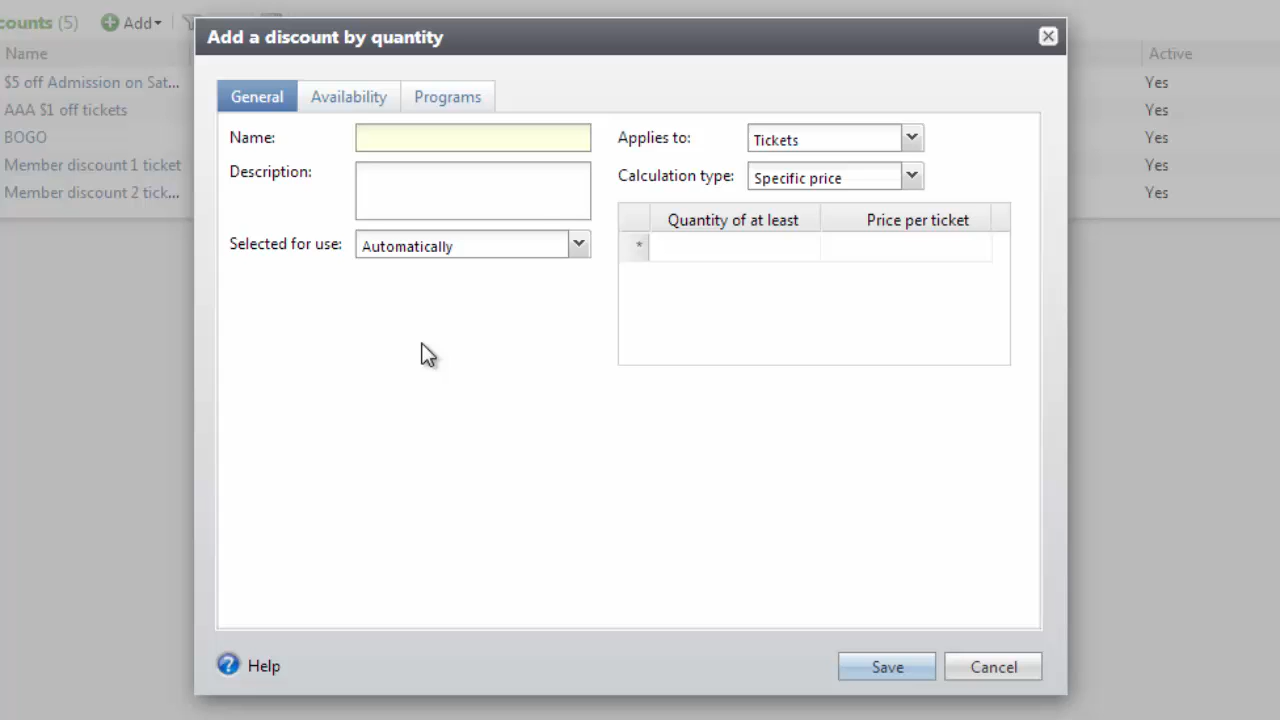 counts (5) Add
Name Active
$5 off Admission on Sat... Yes
AAA $1 off tickets Yes
BOGO Yes
Member discount 1 ticket Yes
Member discount 2 tick... Yes
Add a discount by quantity
General Availability Programs
Name:
Description:
Selected for use: Automatically
Applies to: Tickets
Calculation type: Specific price
Quantity of at least Price per ticket
*
Help
Save Cancel